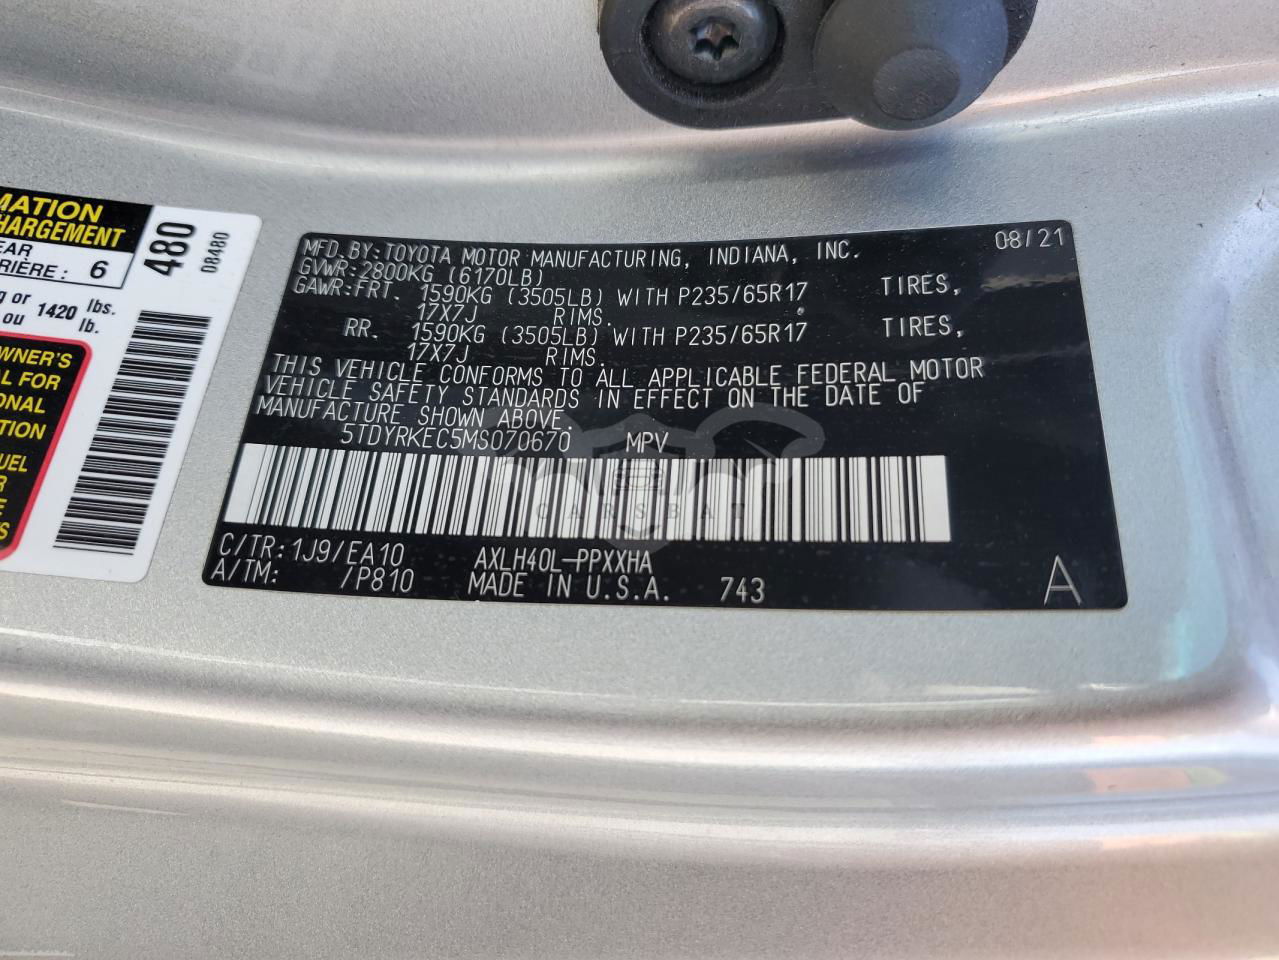 MATION
HARGEMENT
EAR
RIÈRE: 6
g or 1420 lbs.
ou lb.
OWNER'S
AL FOR
ONAL
TION
UEL
R
E
S
480
08480
MFD.BY:TOYOTA MOTOR MANUFACTURING, INDIANA, INC. 08/21
GVWR:2800KG (6170LB)
GAWR:FRT. 1590KG (3505LB) WITH P235/65R17 TIRES,
17X7J RIMS.
RR. 1590KG (3505LB) WITH P235/65R17 TIRES,
17X7J RIMS.
THIS VEHICLE CONFORMS TO ALL APPLICABLE FEDERAL MOTOR
VEHICLE SAFETY STANDARDS IN EFFECT ON THE DATE OF
MANUFACTURE SHOWN ABOVE.
5TDYRKEC5MS070670 MPV
CARSBAD
C/TR:1J9/EA10 AXLH40L-PPXXHA
A/TM: /P810 MADE IN U.S.A. 743 A